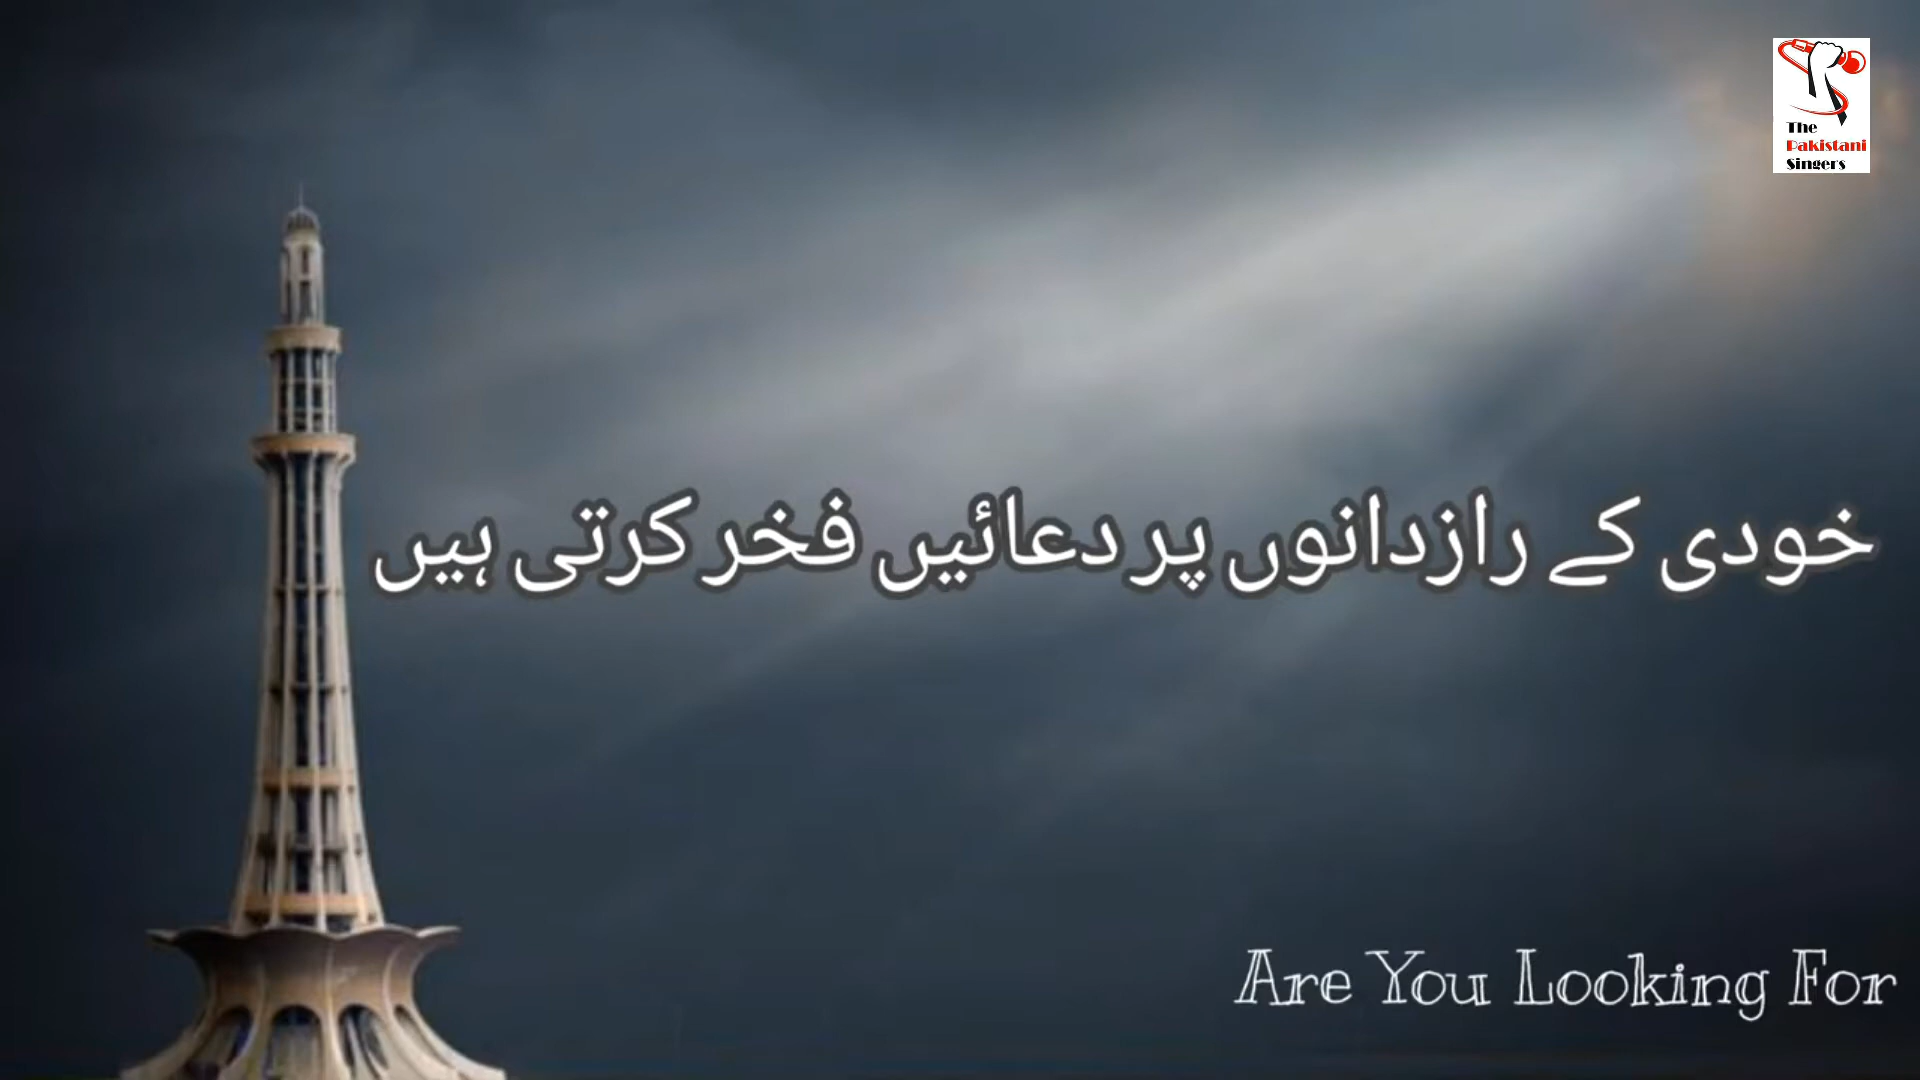 The
Pakistani
Singers
خودی کے رازدانوں پر دعائیں فخر کرتی ہیں
Are You Looking For